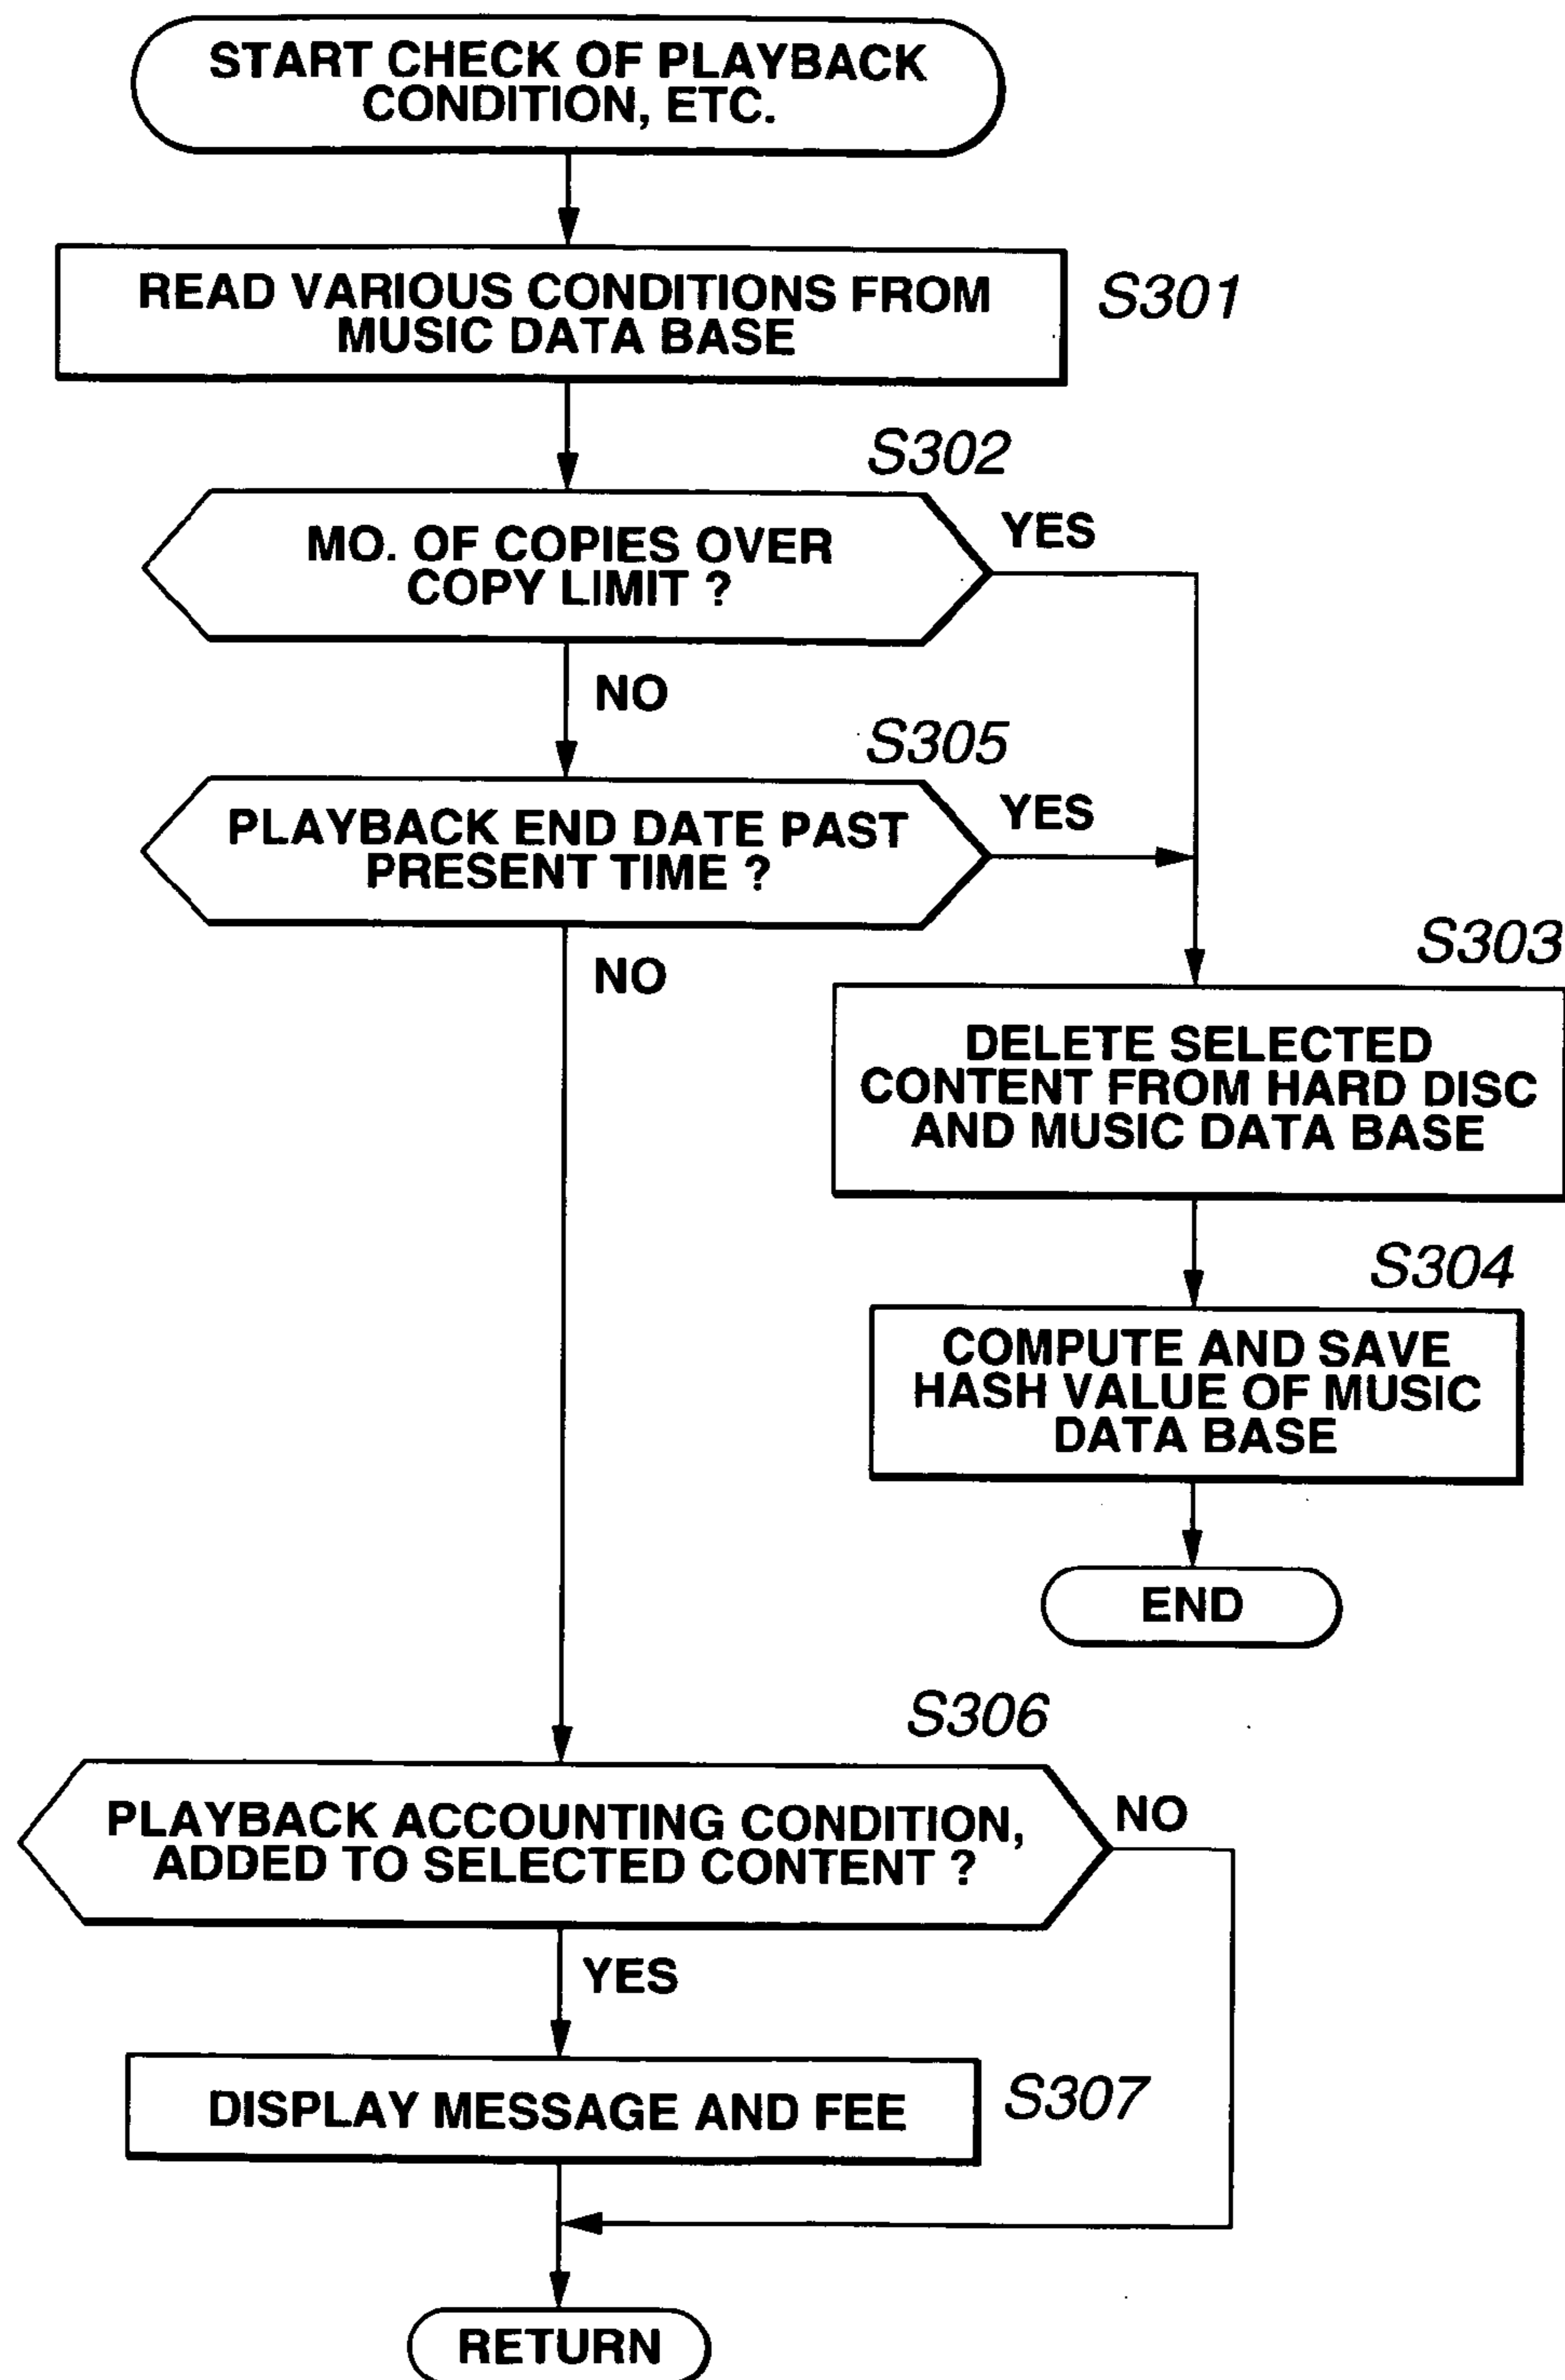 START CHECK OF PLAYBACK
CONDITION, ETC.
READ VARIOUS CONDITIONS FROM
MUSIC DATA BASE
S301
S302
MO. OF COPIES OVER
COPY LIMIT ?
YES
NO
S305
PLAYBACK END DATE PAST
PRESENT TIME ?
YES
NO
S303
DELETE SELECTED
CONTENT FROM HARD DISC
AND MUSIC DATA BASE
S304
COMPUTE AND SAVE
HASH VALUE OF MUSIC
DATA BASE
END
S306
PLAYBACK ACCOUNTING CONDITION,
ADDED TO SELECTED CONTENT ?
NO
YES
DISPLAY MESSAGE AND FEE
S307
RETURN